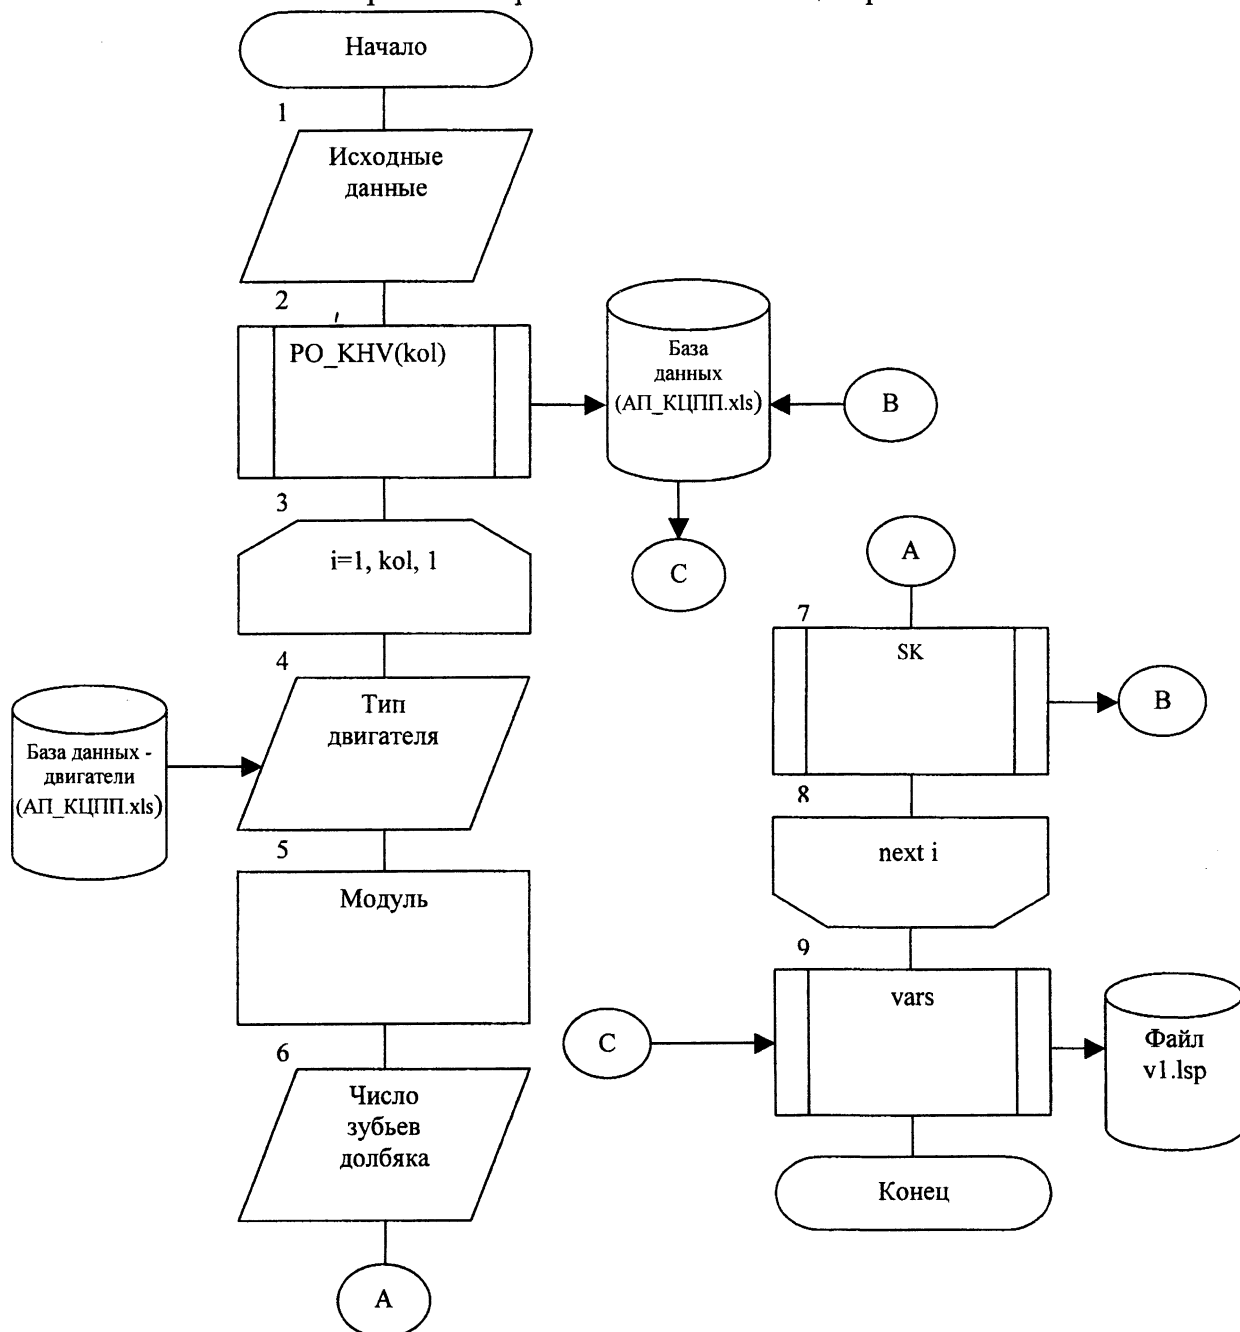 Начало
1
Исходные
данные
2
PO_KHV(kol)
База
данных
(АП_КЦПП.xls)
B
3
i=1, kol, 1
C
A
4
Тип
двигателя
База данных -
двигатели
(АП_КЦПП.xls)
5
Модуль
6
Число
зубьев
долбяка
A
7
SK
B
8
next i
9
vars
C
Файл
v1.lsp
Конец